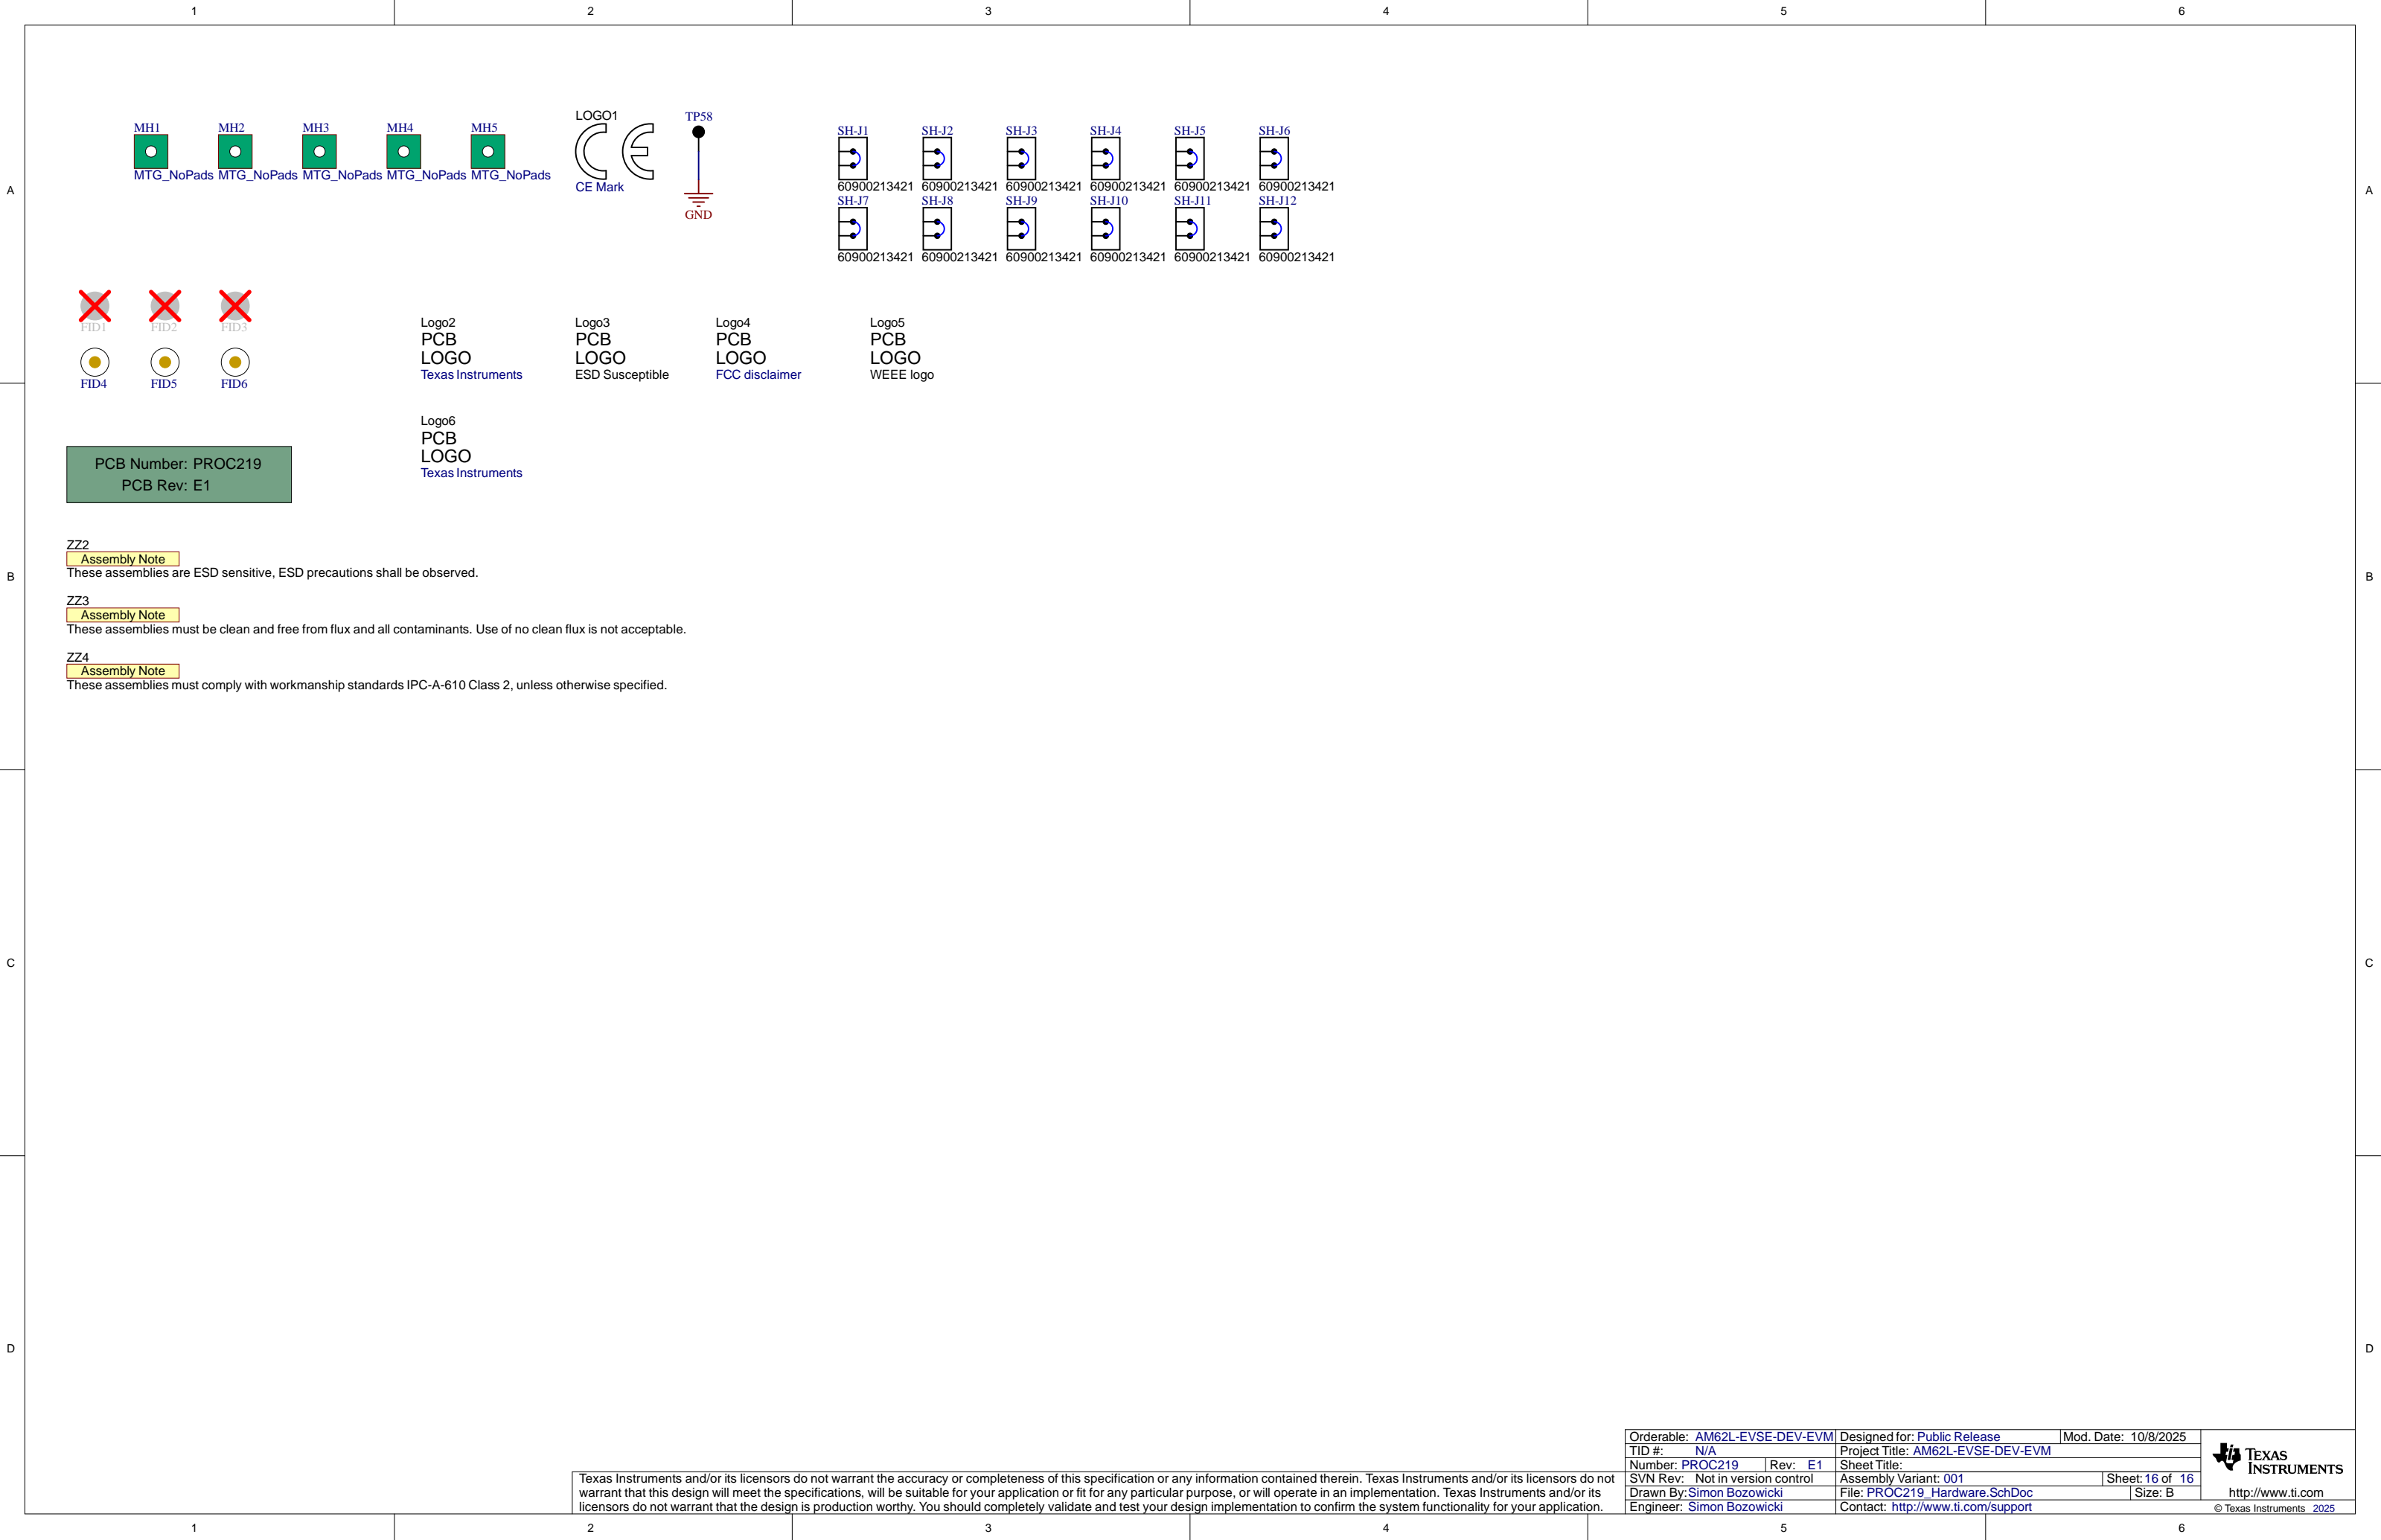 1 2 3 4 5 6
MH1 MH2 MH3 MH4 MH5
MTG_NoPads MTG_NoPads MTG_NoPads MTG_NoPads MTG_NoPads
LOGO1
CE
CE Mark
TP58
GND
SH-J1 SH-J2 SH-J3 SH-J4 SH-J5 SH-J6
60900213421 60900213421 60900213421 60900213421 60900213421 60900213421
SH-J7 SH-J8 SH-J9 SH-J10 SH-J11 SH-J12
60900213421 60900213421 60900213421 60900213421 60900213421 60900213421
A A
FID1 FID2 FID3
FID4 FID5 FID6
Logo2 Logo3 Logo4 Logo5
PCB PCB PCB PCB
LOGO LOGO LOGO LOGO
Texas Instruments ESD Susceptible FCC disclaimer WEEE logo
Logo6
PCB
LOGO
Texas Instruments
PCB Number: PROC219
PCB Rev: E1
ZZ2
Assembly Note
These assemblies are ESD sensitive, ESD precautions shall be observed.
B B
ZZ3
Assembly Note
These assemblies must be clean and free from flux and all contaminants. Use of no clean flux is not acceptable.
ZZ4
Assembly Note
These assemblies must comply with workmanship standards IPC-A-610 Class 2, unless otherwise specified.
C C
D D
Texas Instruments and/or its licensors do not warrant the accuracy or completeness of this specification or any information contained therein. Texas Instruments and/or its licensors do not
warrant that this design will meet the specifications, will be suitable for your application or fit for any particular purpose, or will operate in an implementation. Texas Instruments and/or its
licensors do not warrant that the design is production worthy. You should completely validate and test your design implementation to confirm the system functionality for your application.
Orderable: AM62L-EVSE-DEV-EVM Designed for: Public Release Mod. Date: 10/8/2025
TID #: N/A Project Title: AM62L-EVSE-DEV-EVM
Number: PROC219 Rev: E1 Sheet Title:
SVN Rev: Not in version control Assembly Variant: 001 Sheet: 16 of 16
Drawn By: Simon Bozowicki File: PROC219_Hardware.SchDoc Size: B
Engineer: Simon Bozowicki Contact: http://www.ti.com/support
TEXAS
INSTRUMENTS
http://www.ti.com
© Texas Instruments 2025
1 2 3 4 5 6